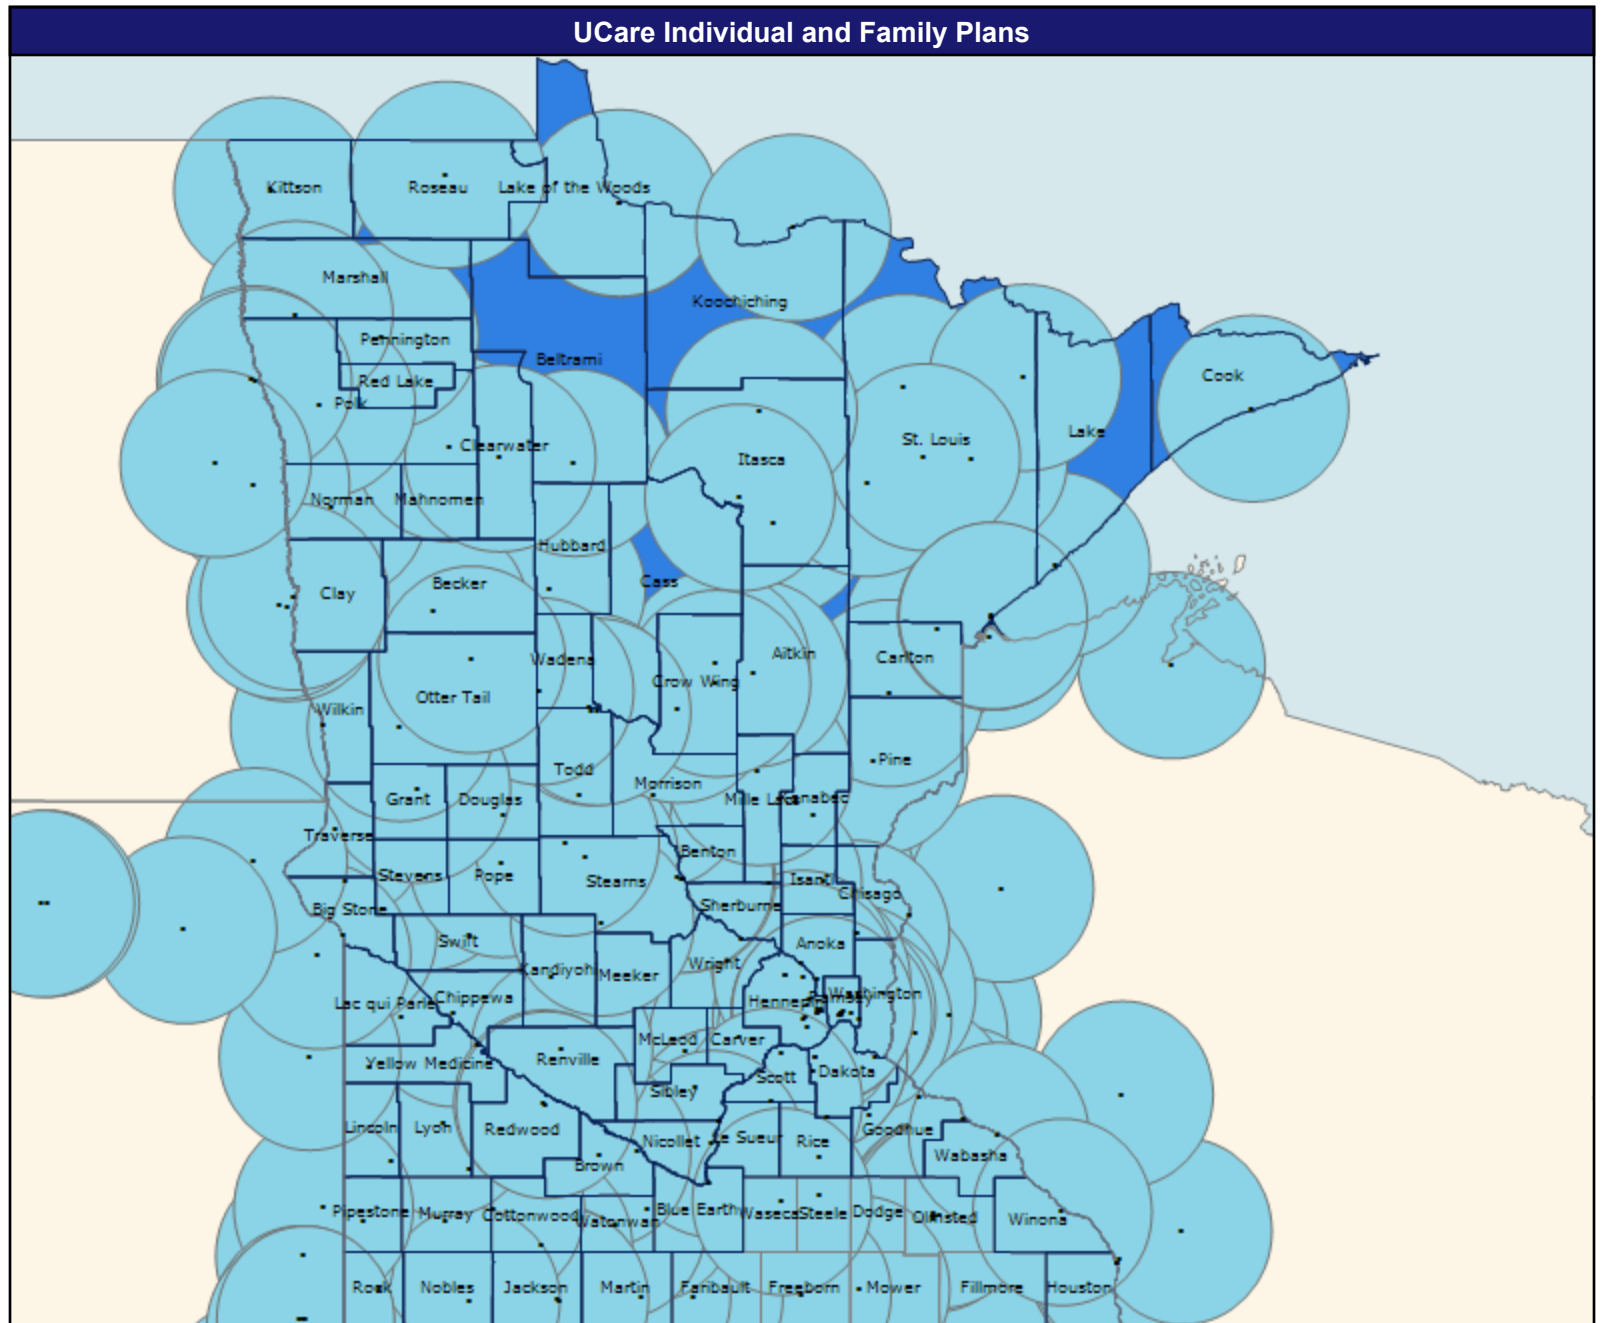 UCare Individual and Family Plans
Kittson
Roseau
Lake of the Woods
Marshall
Koochiching
Pennington
Beltrami
Red Lake
Cook
Polk
Clearwater
Lake
St. Louis
Itasca
Norman
Mahnomen
Hubbard
Cass
Becker
Clay
Wadena
Aitkin
Carlton
Crow Wing
Otter Tail
Wilkin
Pine
Todd
Morrison
Grant
Douglas
Mille Lacs
Kanabec
Traverse
Benton
Stevens
Pope
Stearns
Isanti
Chisago
Big Stone
Sherburne
Swift
Anoka
Kandiyohi
Meeker
Wright
Lac qui Parle
Chippewa
Hennepin
Ramsey
Washington
McLeod
Carver
Yellow Medicine
Renville
Scott
Dakota
Sibley
Lincoln
Lyon
Redwood
Nicollet
Le Sueur
Rice
Goodhue
Wabasha
Brown
Pipestone
Murray
Cottonwood
Watonwan
Blue Earth
Waseca
Steele
Dodge
Olmsted
Winona
Rock
Nobles
Jackson
Martin
Faribault
Freeborn
Mower
Fillmore
Houston